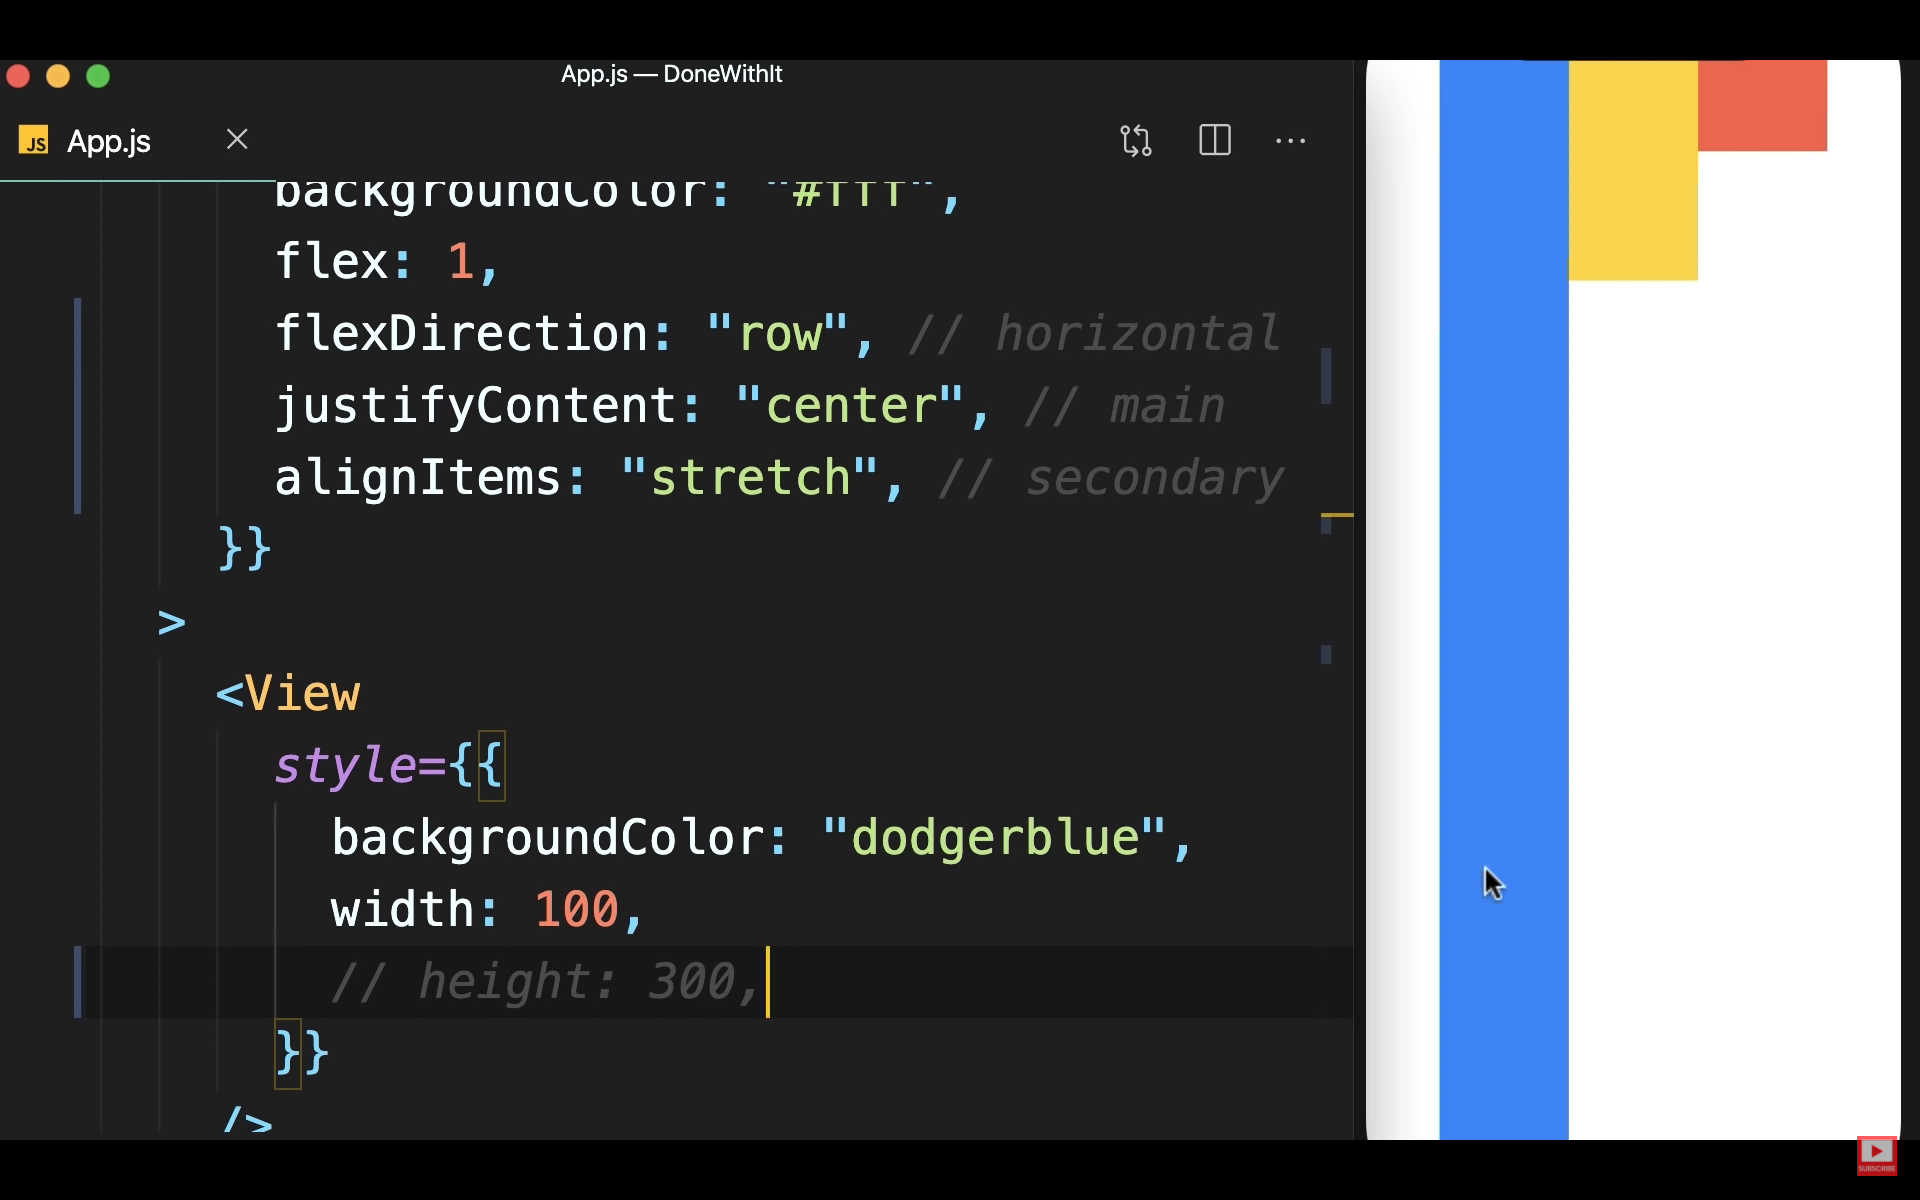 App.js — DoneWithIt
JS App.js
backgroundColor: "#fff",
flex: 1,
flexDirection: "row", // horizontal
justifyContent: "center", // main
alignItems: "stretch", // secondary
}}
>
<View
style={{
backgroundColor: "dodgerblue",
width: 100,
// height: 300,
}}
/>
SUBSCRIBE